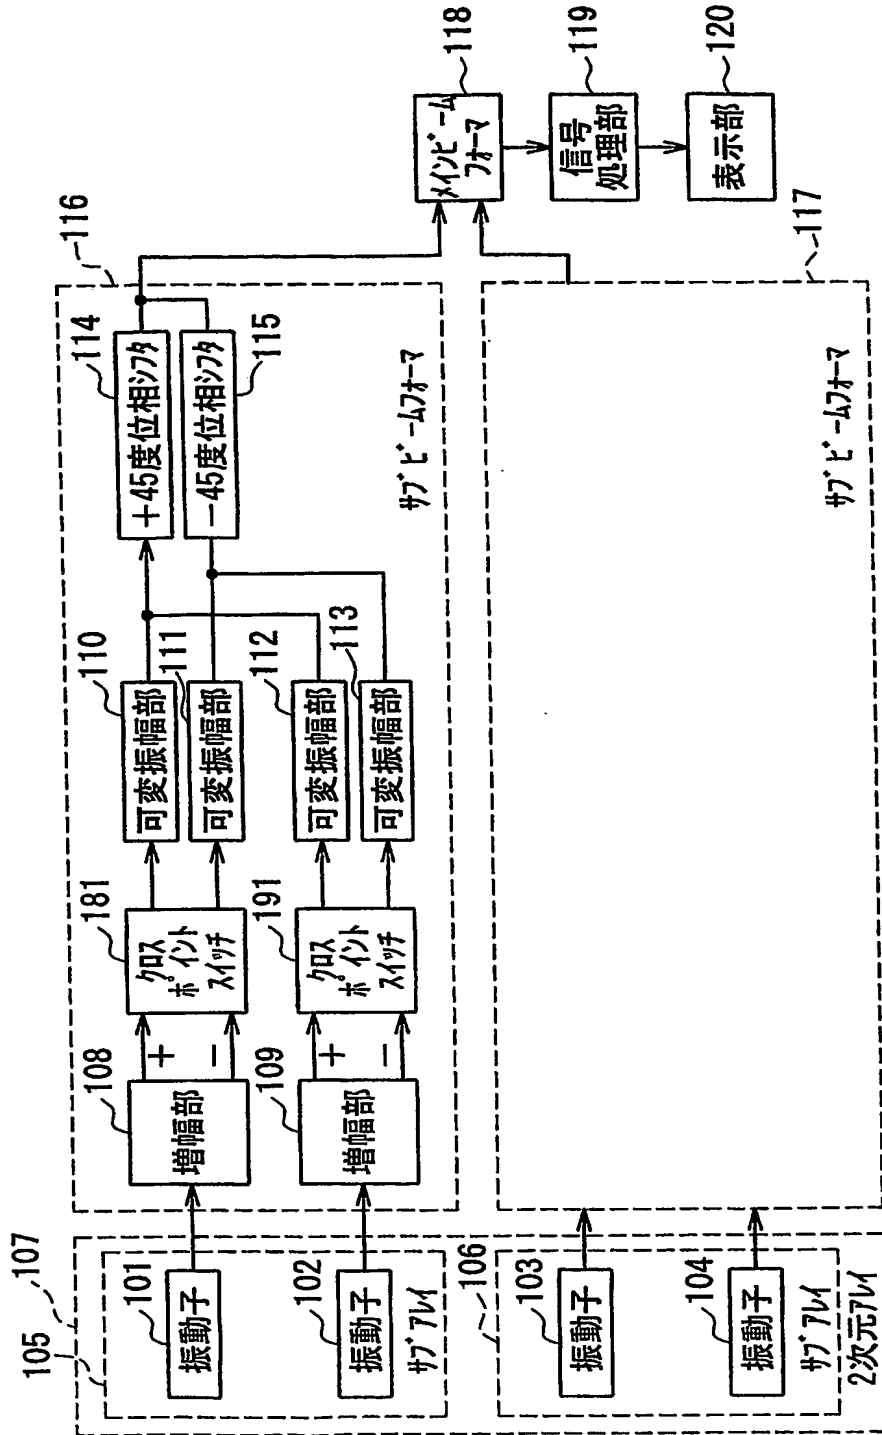 107
105
101
振動子
102
振動子
サブアレイ
106
103
振動子
104
振動子
サブアレイ
2次元アレイ
108
増幅部
+
−
109
増幅部
+
−
181
クロス
ポイント
スイッチ
191
クロス
ポイント
スイッチ
110
可変振幅部
111
可変振幅部
112
可変振幅部
113
可変振幅部
114
+45度位相シフタ
115
−45度位相シフタ
116
サブビームフォーマ
117
サブビームフォーマ
118
メインビーム
フォーマ
119
信号
処理部
120
表示部